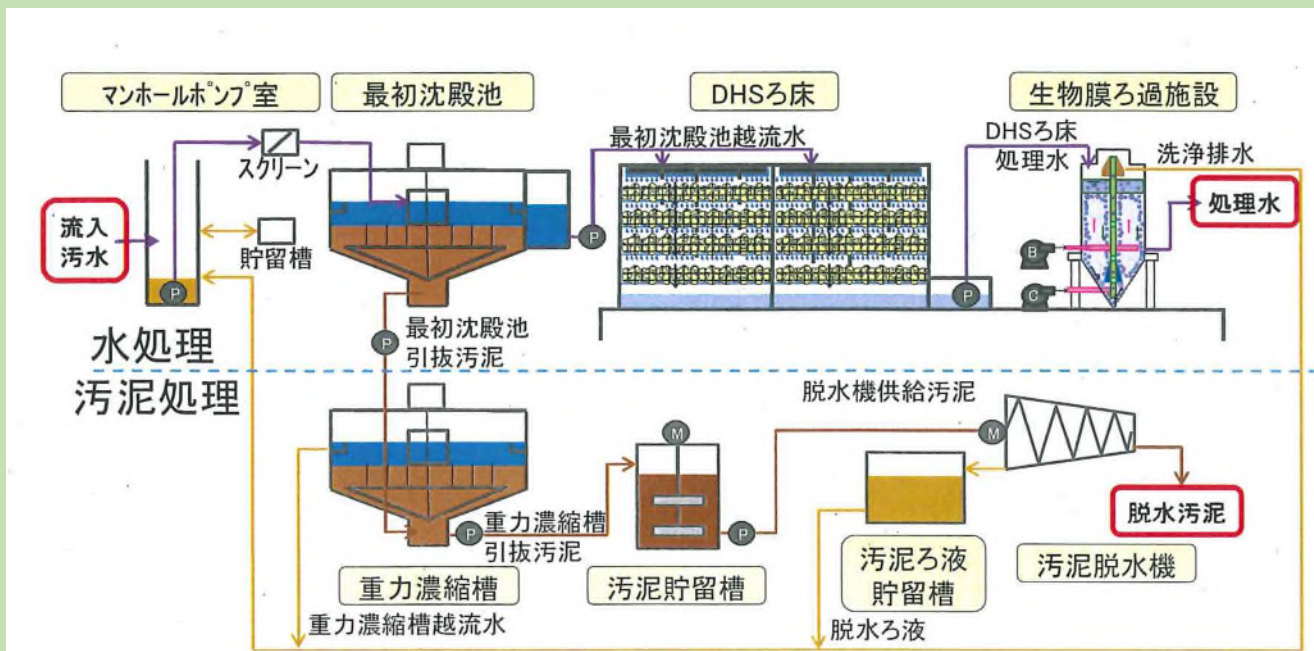 マンホールポンプ室
最初沈殿池
DHSろ床
生物膜ろ過施設
スクリーン
最初沈殿池越流水
DHSろ床
処理水
洗浄排水
流入
汚水
貯留槽
処理水
P
P
P
B
C
P
最初沈殿池
引抜汚泥
水処理
汚泥処理
脱水機供給汚泥
M
M
P
重力濃縮槽
引抜汚泥
P
脱水汚泥
重力濃縮槽
汚泥貯留槽
汚泥ろ液
貯留槽
汚泥脱水機
重力濃縮槽越流水
脱水ろ液